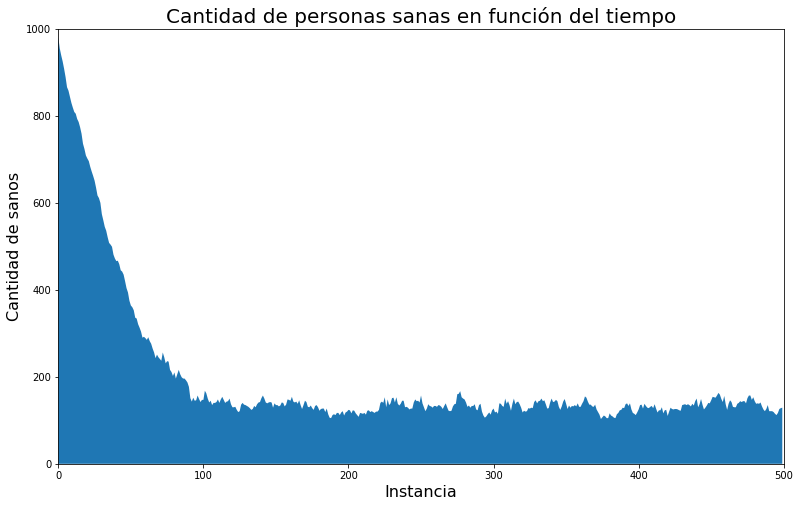 Cantidad de personas sanas en función del tiempo
1000
800
600
400
200
0
Cantidad de sanos
0 100 200 300 400 500
Instancia